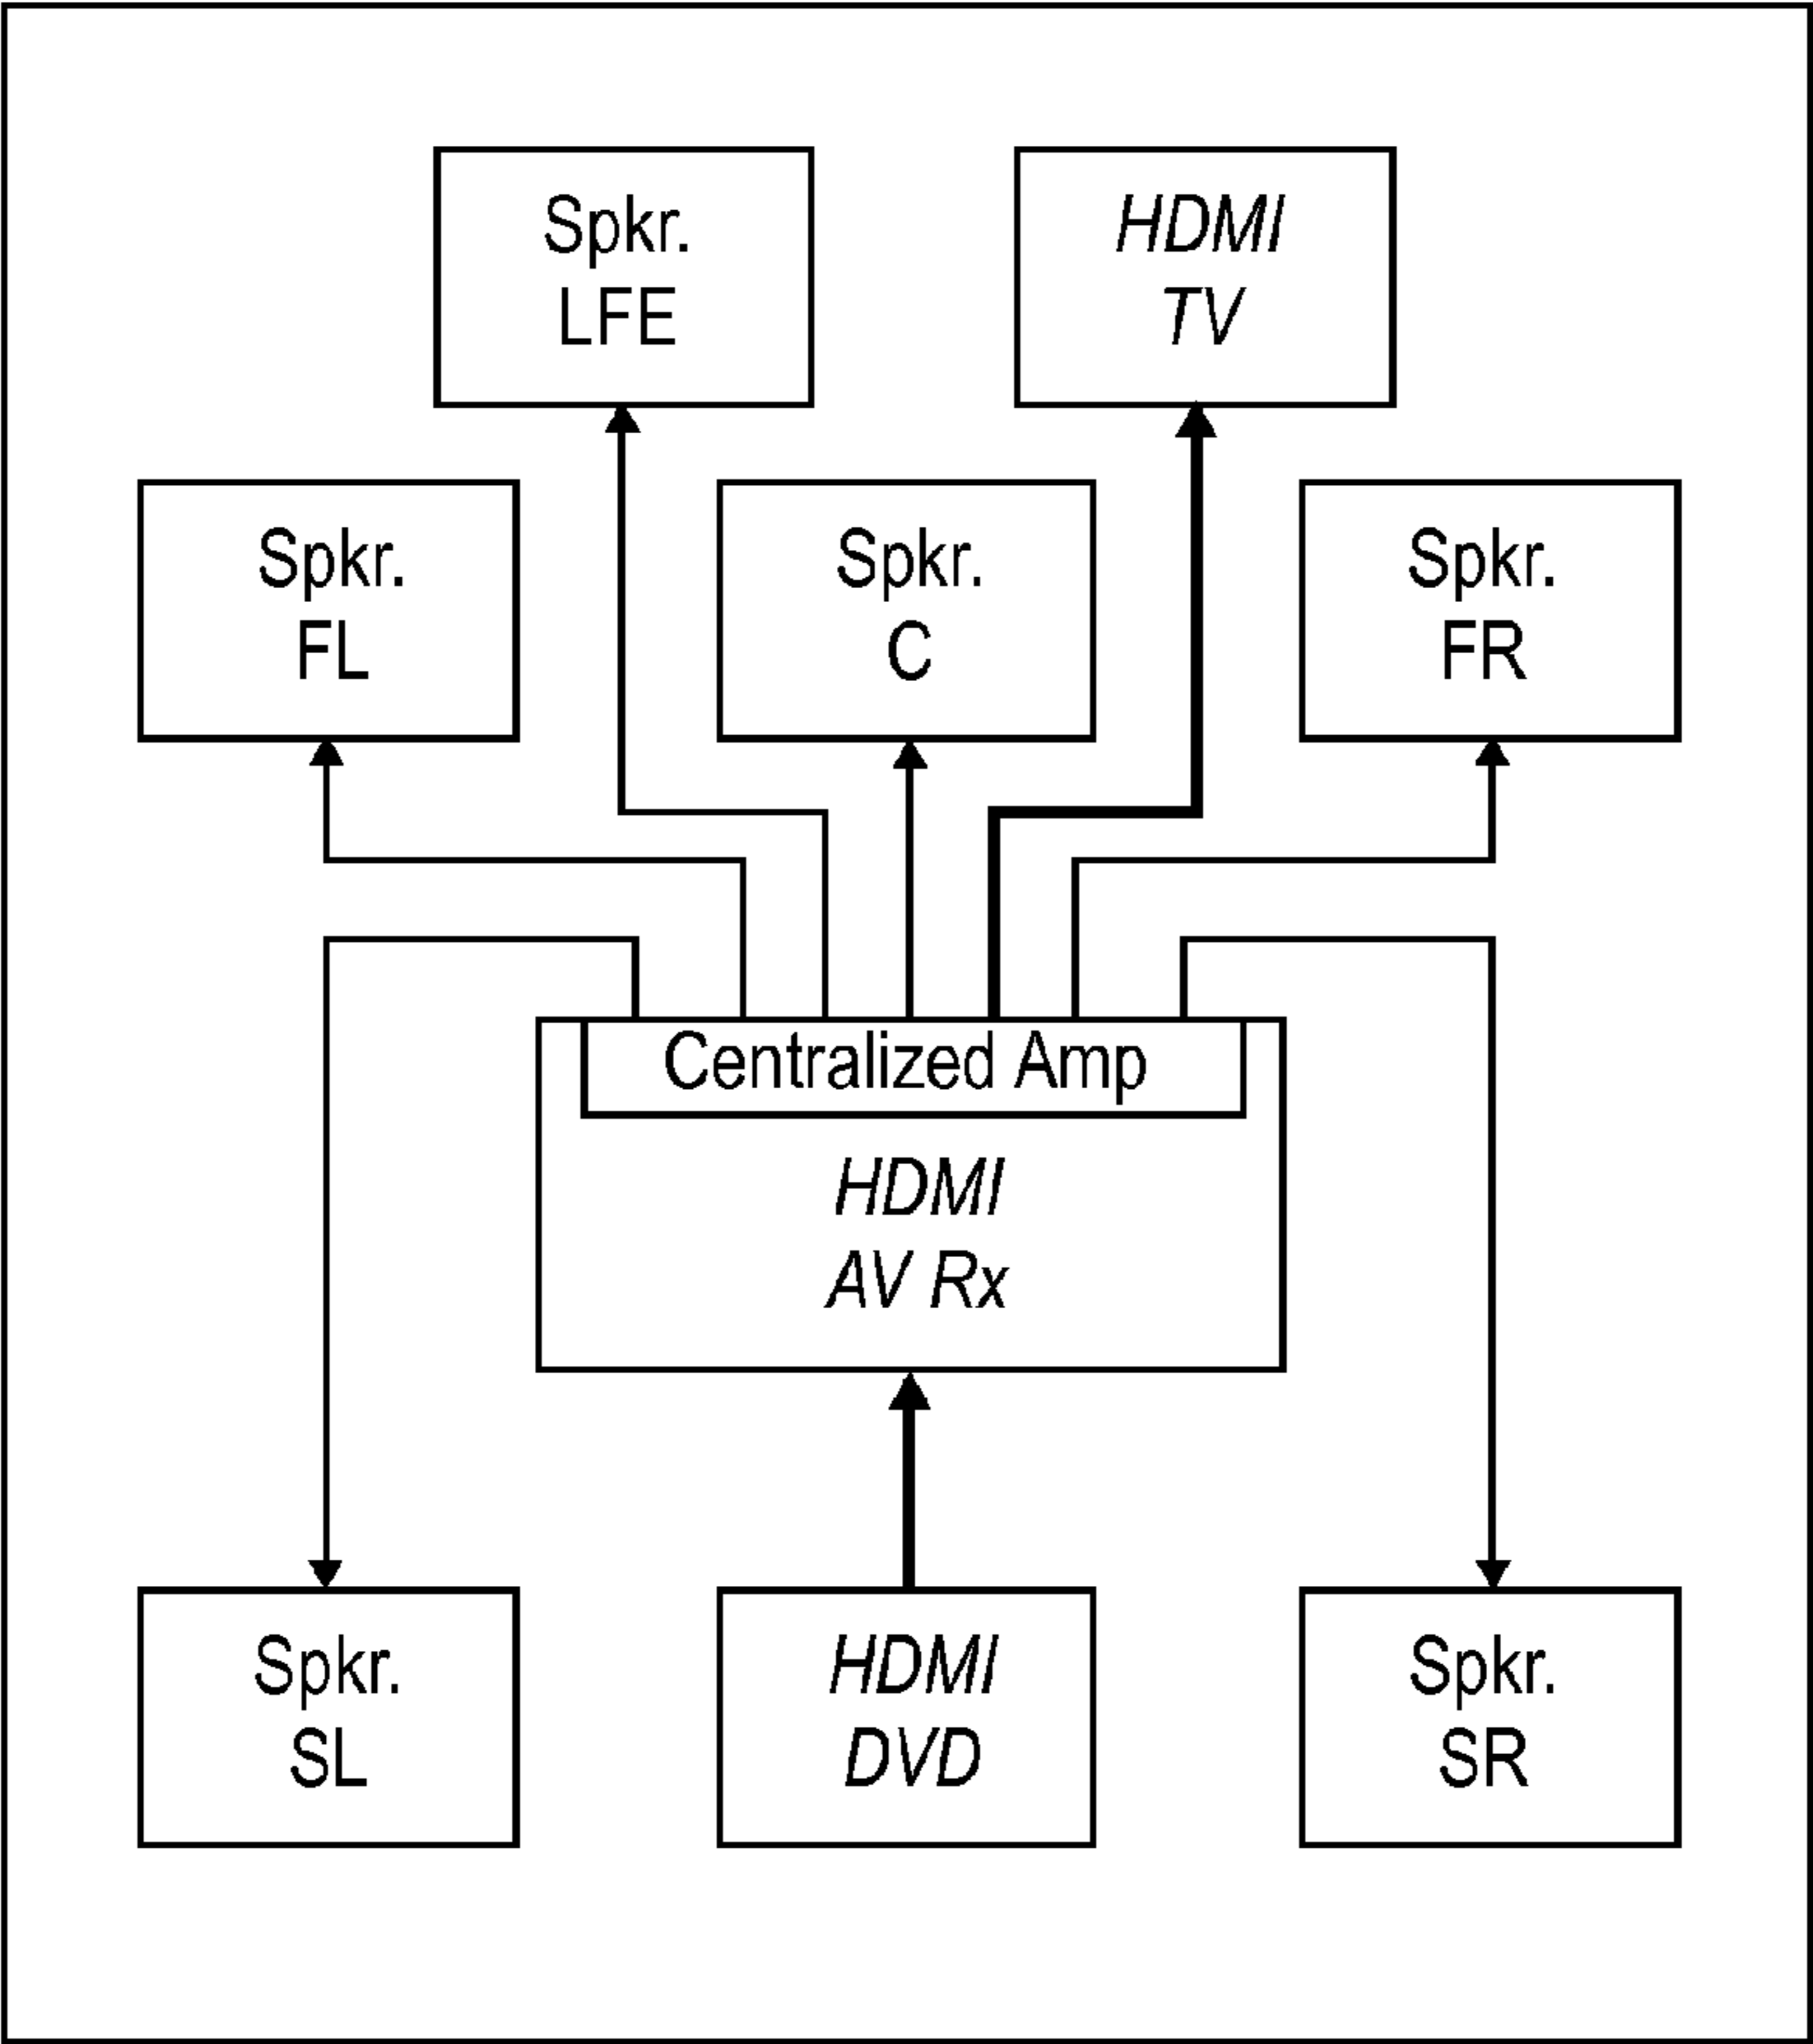 Spkr.
LFE
HDMI
TV
Spkr.
FL
Spkr.
C
Spkr.
FR
Centralized Amp
HDMI
AV Rx
Spkr.
SL
HDMI
DVD
Spkr.
SR